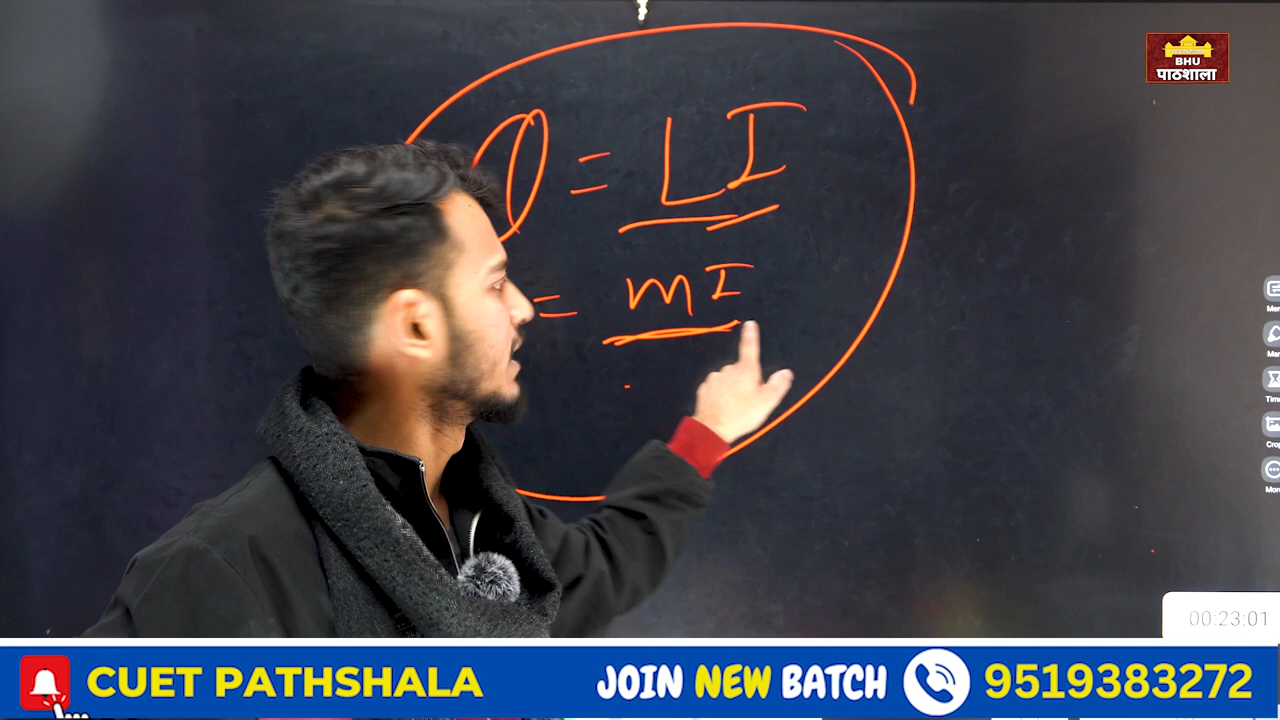 BHU
पाठशाला
= LI
= mI
00:23:01
CUET PATHSHALA
JOIN NEW BATCH
9519383272